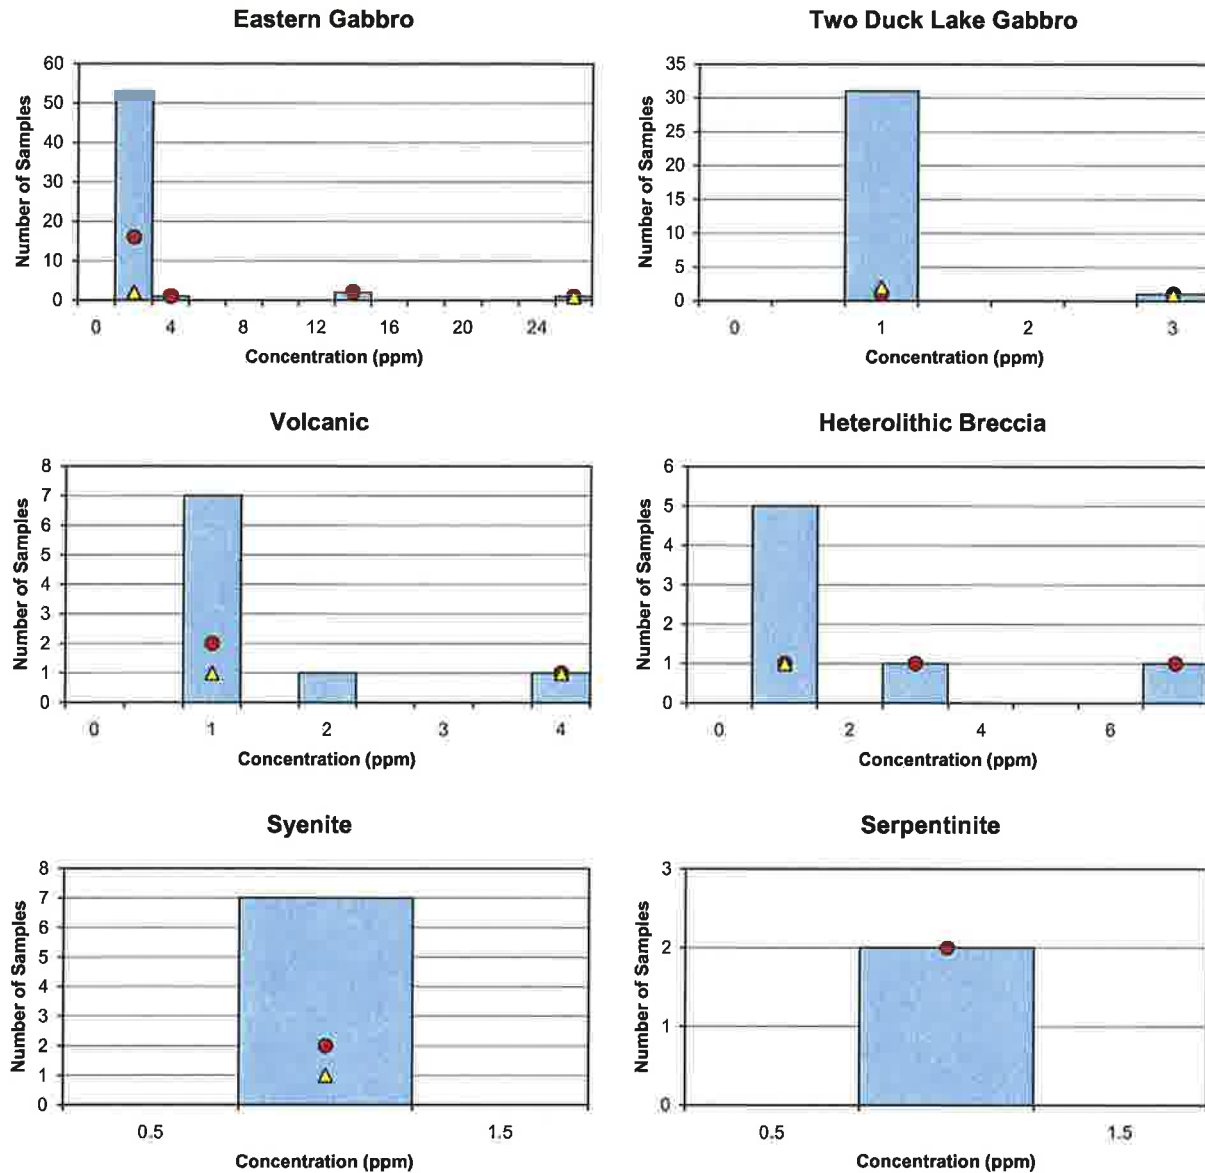 Eastern Gabbro
Number of Samples
60
50
40
30
20
10
0
0 4 8 12 16 20 24
Concentration (ppm)
Two Duck Lake Gabbro
Number of Samples
35
30
25
20
15
10
5
0
0 1 2 3
Concentration (ppm)
Volcanic
Number of Samples
8
7
6
5
4
3
2
1
0
0 1 2 3 4
Concentration (ppm)
Heterolithic Breccia
Number of Samples
6
5
4
3
2
1
0
0 2 4 6
Concentration (ppm)
Syenite
Number of Samples
8
7
6
5
4
3
2
1
0
0.5 1.5
Concentration (ppm)
Serpentinite
Number of Samples
3
2
1
0
0.5 1.5
Concentration (ppm)